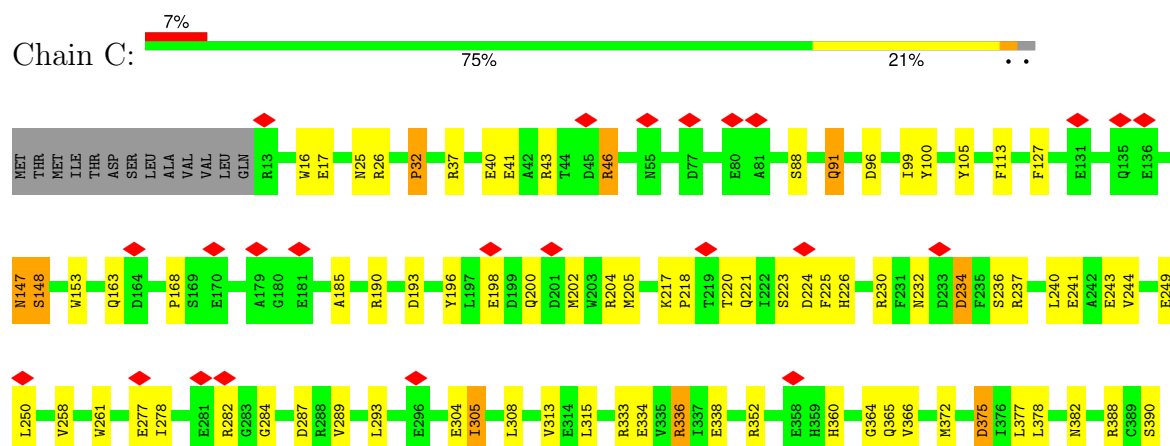 7%
Chain C:
75% 21% • •
MET THR MET ILE THR ASP SER LEU ALA VAL VAL LEU GLN R13 W16 E17 N25 R26 P32 R37 E40 E41 A42 R43 T44 D45 R46 N55 D77 E80 A81 S88 Q91 D96 I99 Y100 Y105 F113 F127 E131 Q135 E136
N147 S148 W153 Q163 D164 P168 S169 E170 A179 G180 E181 A185 R190 D193 Y196 L197 E198 D199 Q200 D201 M202 W203 R204 M205 K217 P218 T219 T220 Q221 I222 S223 D224 F225 H226 R230 F231 N232 D233 D234 F235 S236 R237 L240 E241 A242 E243 V244 E249
L250 V258 W261 E277 I278 E281 R282 G283 G284 D287 R288 V289 L293 E296 E304 I305 L308 V313 E314 L315 R333 E334 V335 R336 I337 E338 R352 E358 H359 H360 G364 Q365 V366 M372 D375 I376 L377 L378 N382 R388 C389 S390